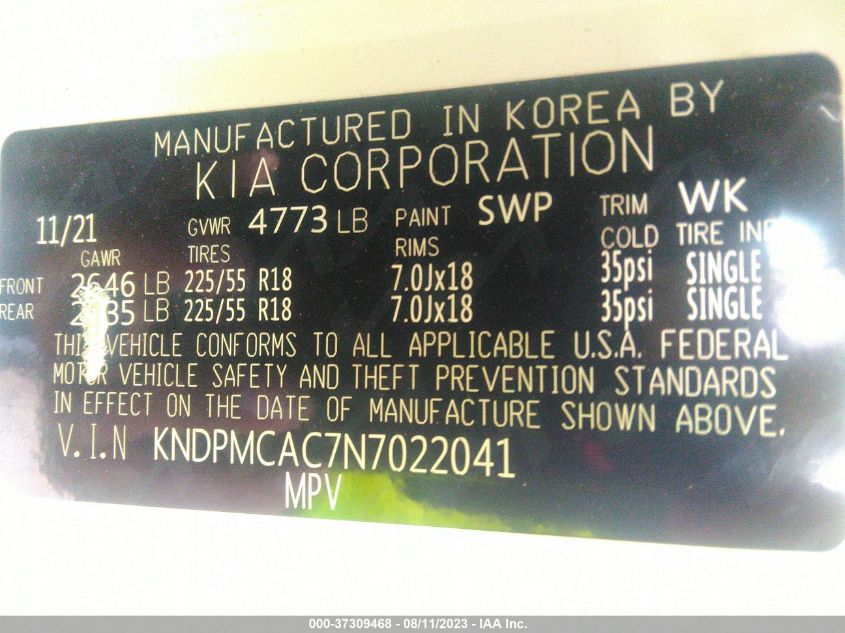 MANUFACTURED IN KOREA BY
KIA CORPORATION
11/21 GVWR 4773 LB PAINT SWP TRIM WK
GAWR TIRES RIMS COLD TIRE
FRONT 2646 LB 225/55 R18 7.0Jx18 35psi SINGLE
REAR LB 225/55 R18 7.0Jx18 35psi SINGLE
THIS VEHICLE CONFORMS TO ALL APPLICABLE U.S.A. FEDERAL
MOTOR VEHICLE SAFETY AND THEFT PREVENTION STANDARDS
IN EFFECT ON THE DATE OF MANUFACTURE SHOWN ABOVE.
V.I.N KNDPMCAC7N7022041
MPV
000-37309468 - 08/11/2023 - IAA Inc.